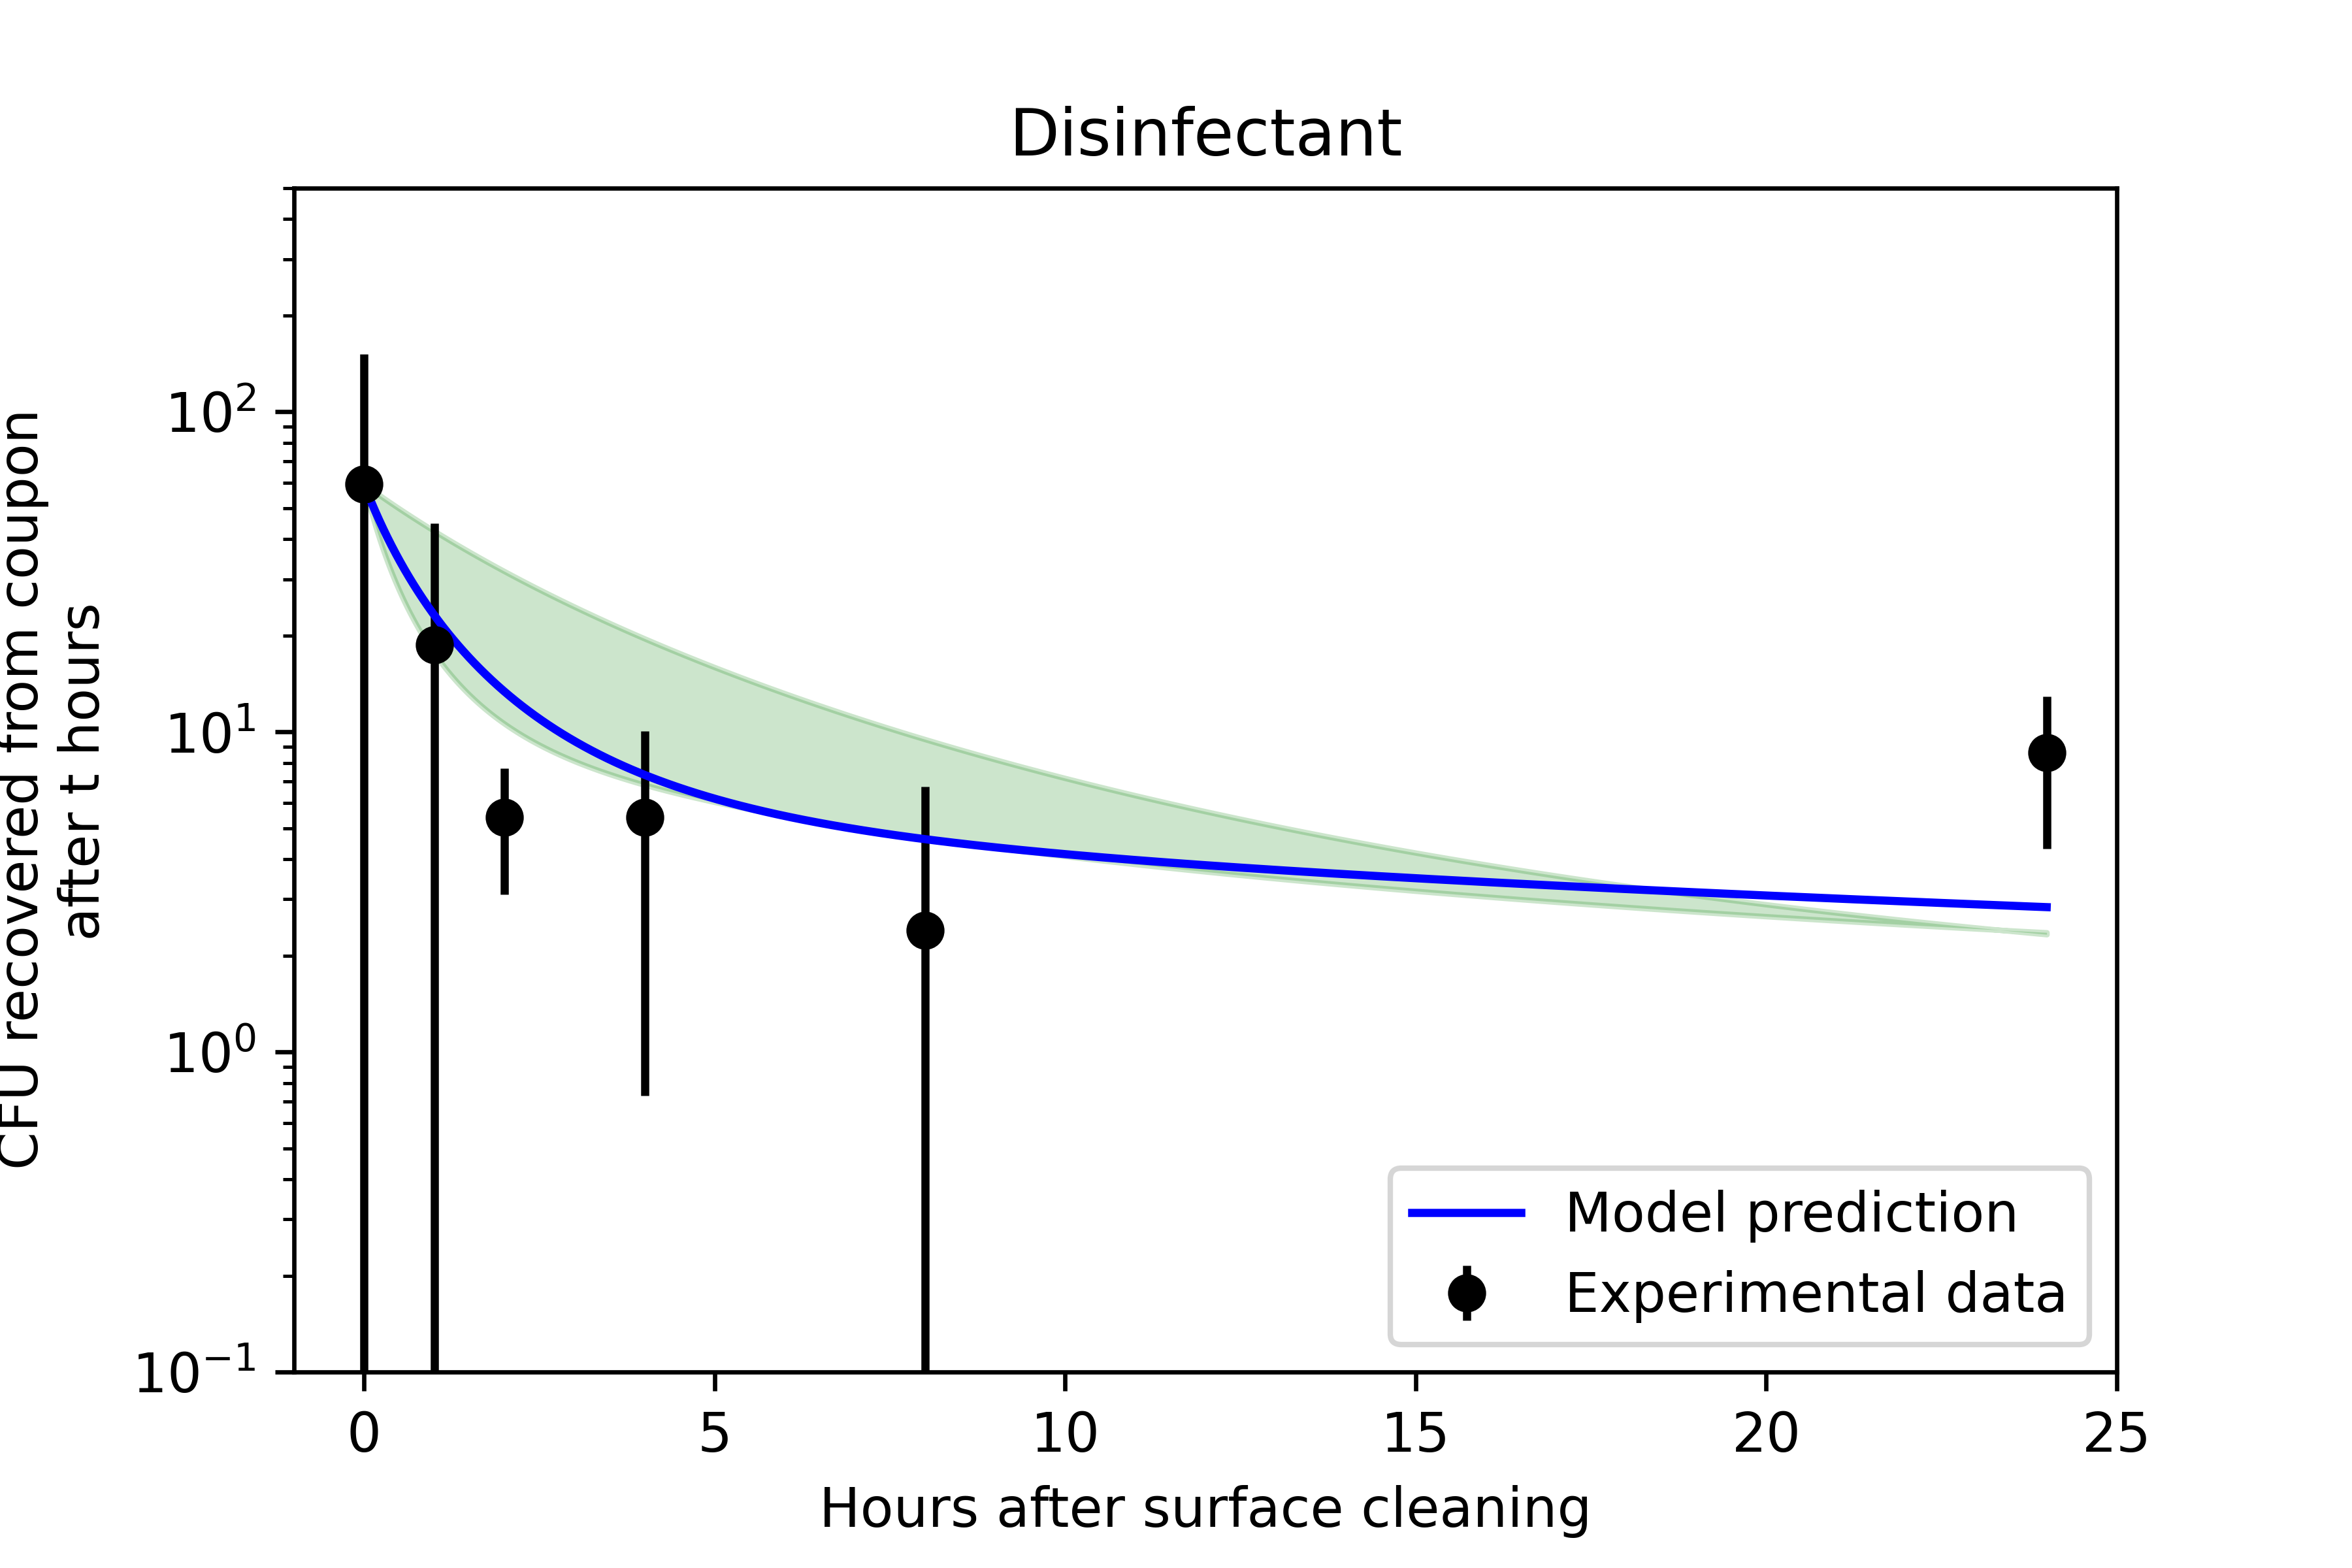 Disinfectant
CFU recovered from coupon
after t hours
10²
10¹
10⁰
10⁻¹
0 5 10 15 20 25
Hours after surface cleaning
Model prediction
Experimental data